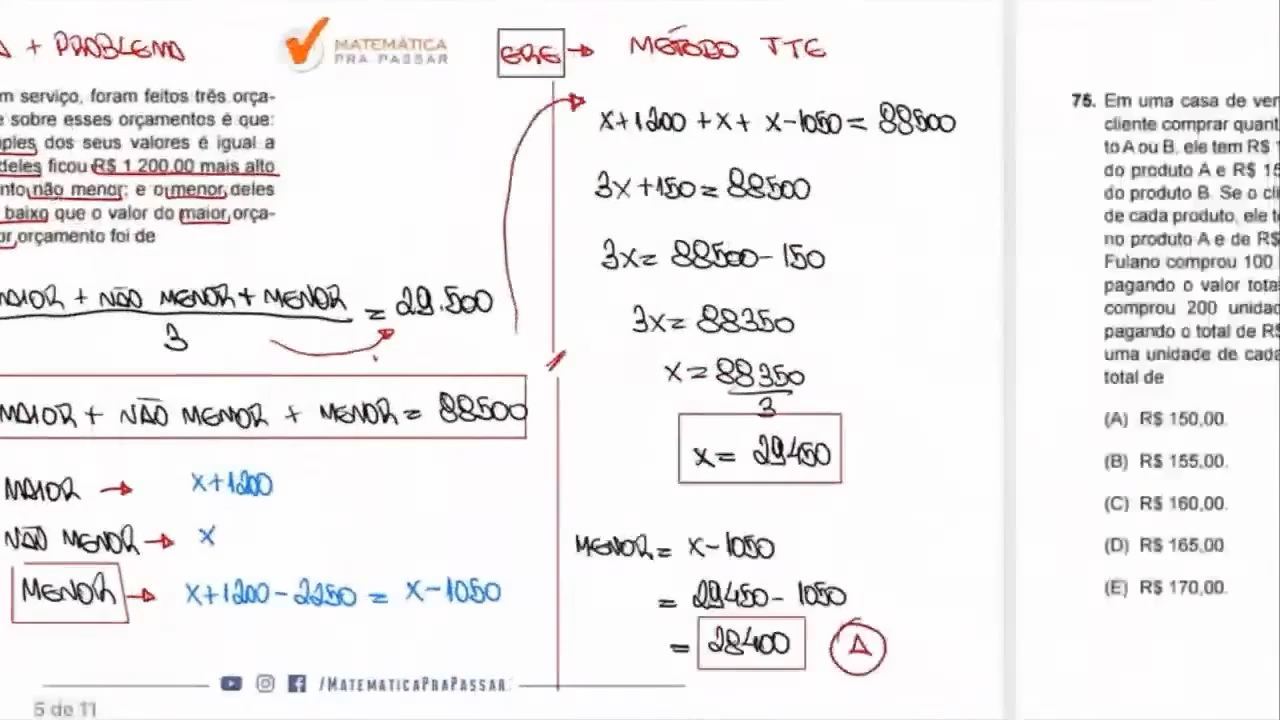 + PROBLEMA
MATEMÁTICA
PRA PASSAR
GRG → MÉTODO TTG
m serviço, foram feitos três orça-
e sobre esses orçamentos é que:
ples dos seus valores é igual a
deles ficou R$ 1.200,00 mais alto
nto não menor; e o menor deles
baixo que o valor do maior orça-
or orçamento foi de
MAIOR + NÃO MENOR + MENOR = 29.500
3
MAIOR + NÃO MENOR + MENOR = 88500
MAIOR → x+1200
NÃO MENOR → x
MENOR → x+1200-2250 = x-1050
x+1200 +x+ x-1050= 88500
3x+150=88500
3x= 88500-150
3x= 88350
x= 88350
3
x= 29450
MENOR= x-1050
= 29450-1050
= 28400 A
/MATEMATICAPRAPASSAR
5 de 11
75. Em uma casa de ver
cliente comprar quant
to A ou B, ele tem R$
do produto A e R$ 15
do produto B. Se o cli
de cada produto, ele t
no produto A e de R$
Fulano comprou 100
pagando o valor tota
comprou 200 unidad
pagando o total de R$
uma unidade de cada
total de
(A) R$ 150,00.
(B) R$ 155,00.
(C) R$ 160,00.
(D) R$ 165,00
(E) R$ 170,00.